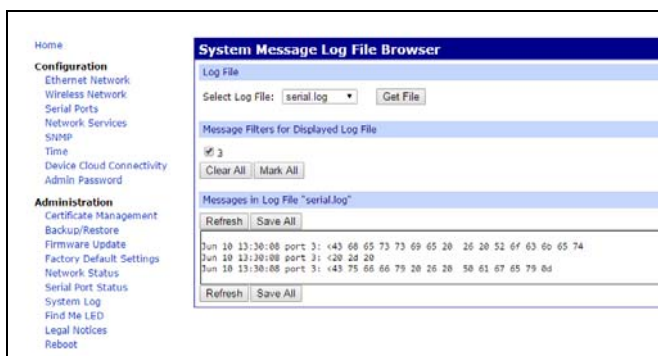 Home
Configuration
Ethernet Network
Wireless Network
Serial Ports
Network Services
SNMP
Time
Device Cloud Connectivity
Admin Password
Administration
Certificate Management
Backup/Restore
Firmware Update
Factory Default Settings
Network Status
Serial Port Status
System Log
Find Me LED
Legal Notices
Reboot
System Message Log File Browser
Log File
Select Log File: serial.log Get File
Message Filters for Displayed Log File
3
Clear All Mark All
Messages in Log File "serial.log"
Refresh Save All
Jun 10 13:30:08 port 3: <43 68 65 73 73 69 65 20 26 20 52 6f 63 6b 65 74
Jun 10 13:30:08 port 3: <20 2d 20
Jun 10 13:30:08 port 3: <43 75 66 66 79 20 26 20 50 61 67 65 79 0d
Refresh Save All